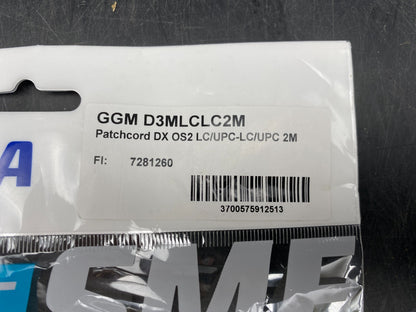 GGM D3MLCLC2M
Patchcord DX OS2 LC/UPC-LC/UPC 2M
FI: 7281260
3700575912513
A